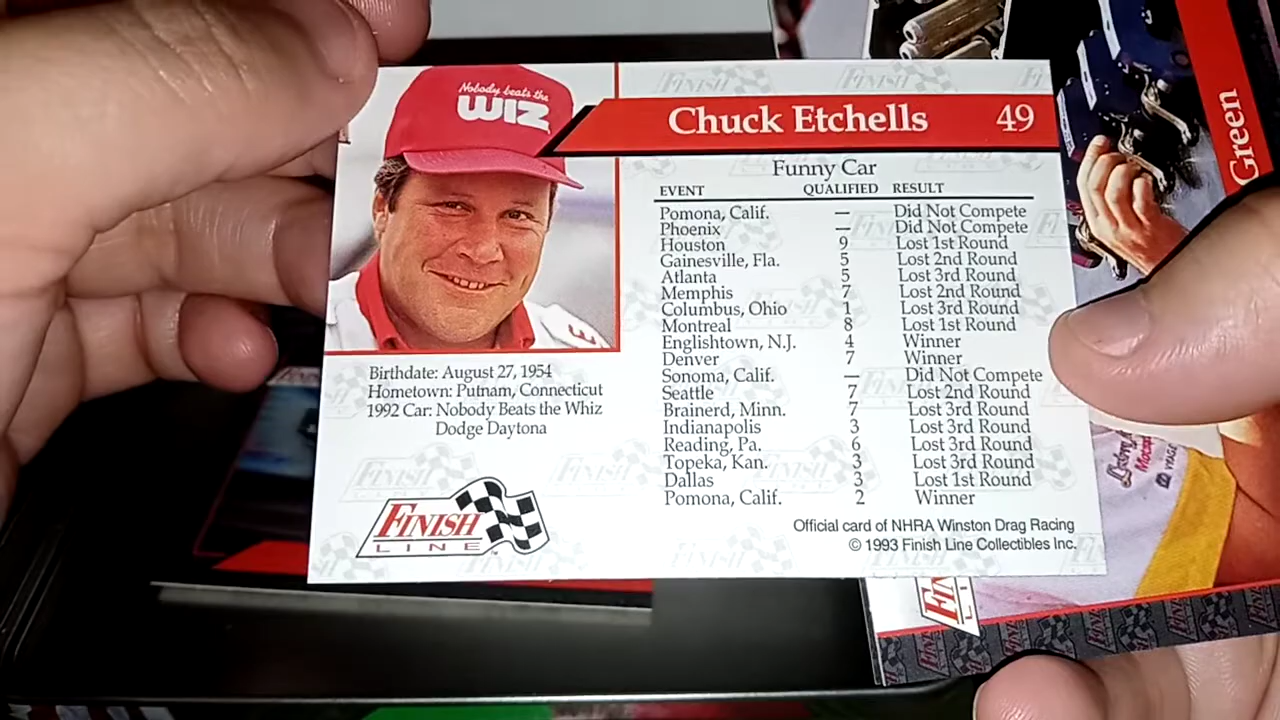 Nobody beats the
WIZ
Chuck Etchells 49
Funny Car
EVENT QUALIFIED RESULT
Pomona, Calif. — Did Not Compete
Phoenix — Did Not Compete
Houston 9 Lost 1st Round
Gainesville, Fla. 5 Lost 2nd Round
Atlanta 5 Lost 3rd Round
Memphis 7 Lost 2nd Round
Columbus, Ohio 1 Lost 3rd Round
Montreal 8 Lost 1st Round
Englishtown, N.J. 4 Winner
Denver 7 Winner
Sonoma, Calif. — Did Not Compete
Seattle 7 Lost 2nd Round
Brainerd, Minn. 7 Lost 3rd Round
Indianapolis 3 Lost 3rd Round
Reading, Pa. 6 Lost 3rd Round
Topeka, Kan. 3 Lost 3rd Round
Dallas 3 Lost 1st Round
Pomona, Calif. 2 Winner
Birthdate: August 27, 1954
Hometown: Putnam, Connecticut
1992 Car: Nobody Beats the Whiz
Dodge Daytona
FINISH
LINE
Official card of NHRA Winston Drag Racing
© 1993 Finish Line Collectibles Inc.
Green